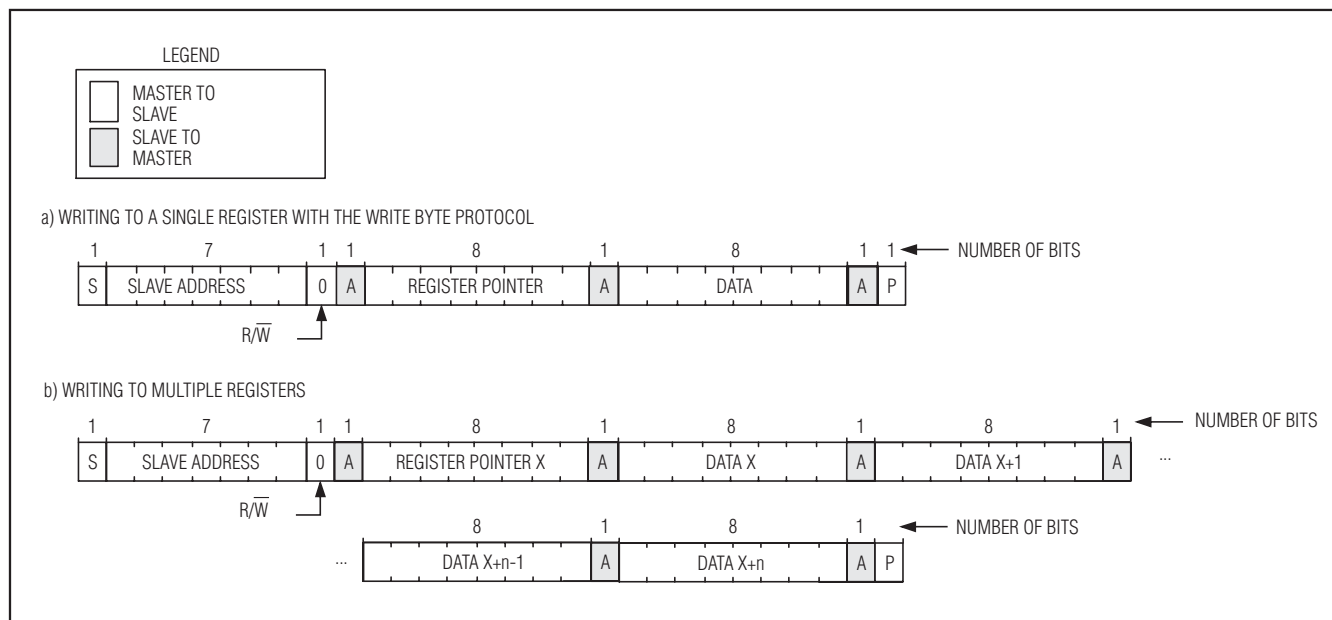 LEGEND
MASTER TO
SLAVE
SLAVE TO
MASTER
a) WRITING TO A SINGLE REGISTER WITH THE WRITE BYTE PROTOCOL
1 7 1 1 8 1 8 1 1 NUMBER OF BITS
S SLAVE ADDRESS 0 A REGISTER POINTER A DATA A P
R/W̅
b) WRITING TO MULTIPLE REGISTERS
1 7 1 1 8 1 8 1 8 1 NUMBER OF BITS
S SLAVE ADDRESS 0 A REGISTER POINTER X A DATA X A DATA X+1 A ...
R/W̅
8 1 8 1 NUMBER OF BITS
... DATA X+n-1 A DATA X+n A P